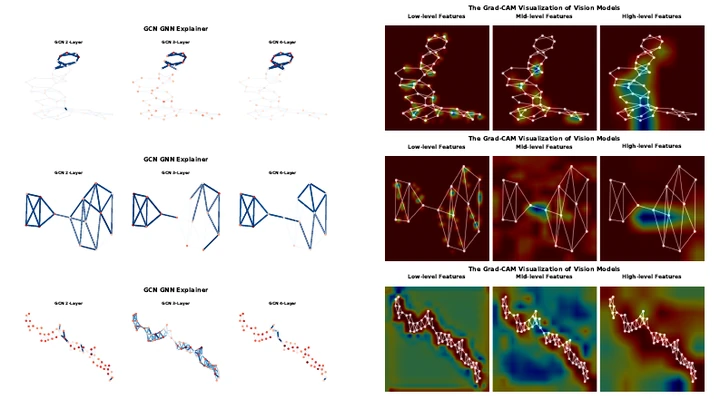 The Grad-CAM Visualization of Vision Models
Low-level Features Mid-level Features High-level Features
GCN GNN Explainer
GCN 2-Layer GCN 3-Layer GCN 4-Layer
The Grad-CAM Visualization of Vision Models
Low-level Features Mid-level Features High-level Features
GCN GNN Explainer
GCN 2-Layer GCN 3-Layer GCN 4-Layer
The Grad-CAM Visualization of Vision Models
Low-level Features Mid-level Features High-level Features
GCN GNN Explainer
GCN 2-Layer GCN 3-Layer GCN 4-Layer